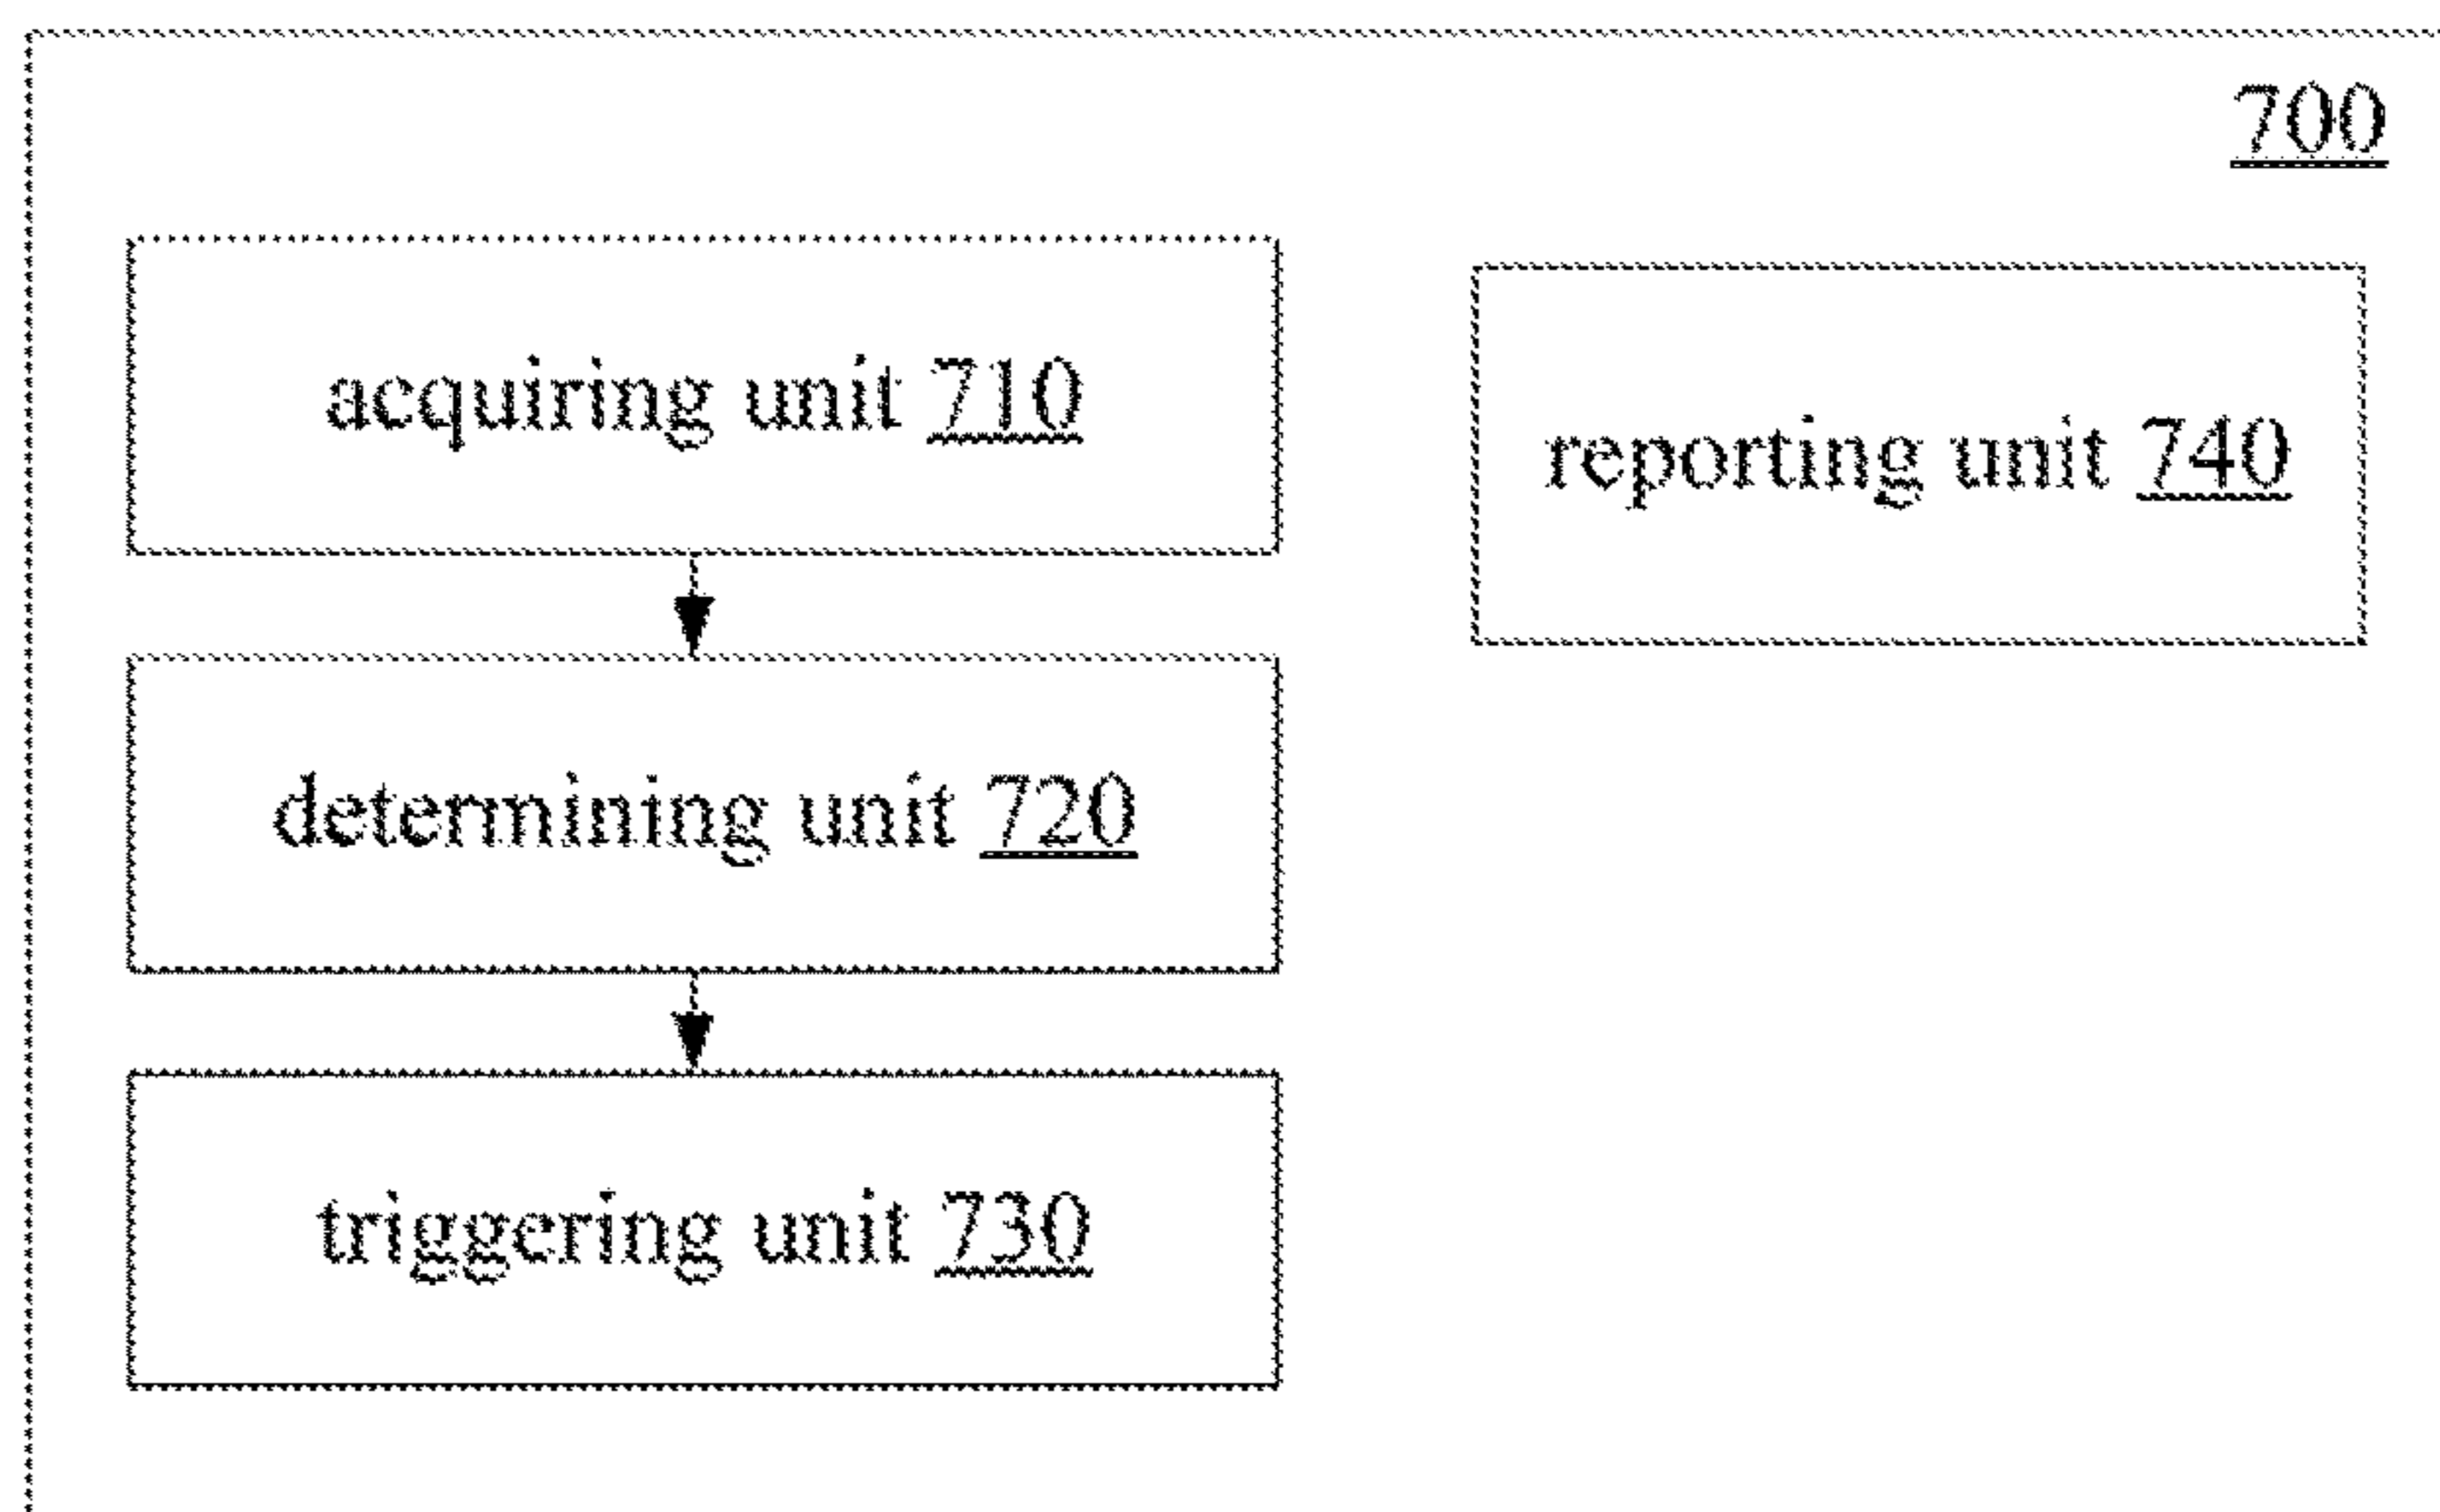 700
acquiring unit 710
reporting unit 740
determining unit 720
triggering unit 730